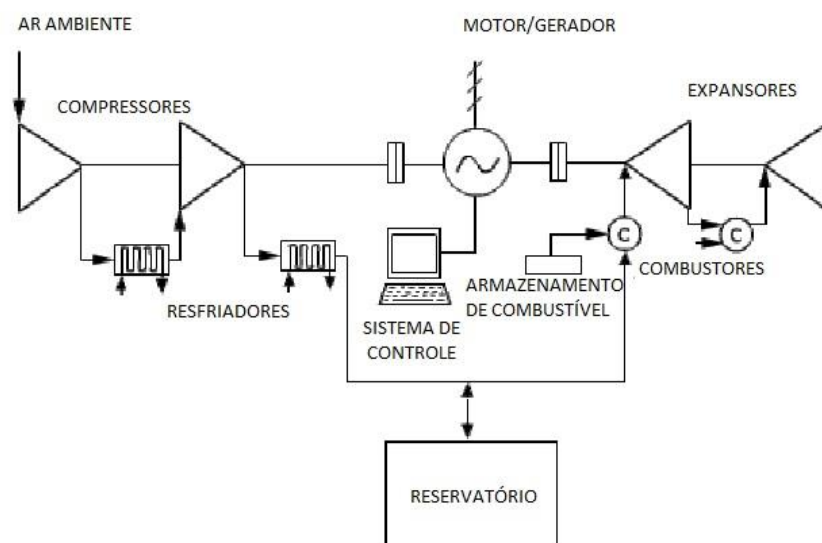 AR AMBIENTE
MOTOR/GERADOR
COMPRESSORES
EXPANSORES
C
C
COMBUSTORES
RESFRIADORES
ARMAZENAMENTO
DE COMBUSTÍVEL
SISTEMA DE
CONTROLE
RESERVATÓRIO